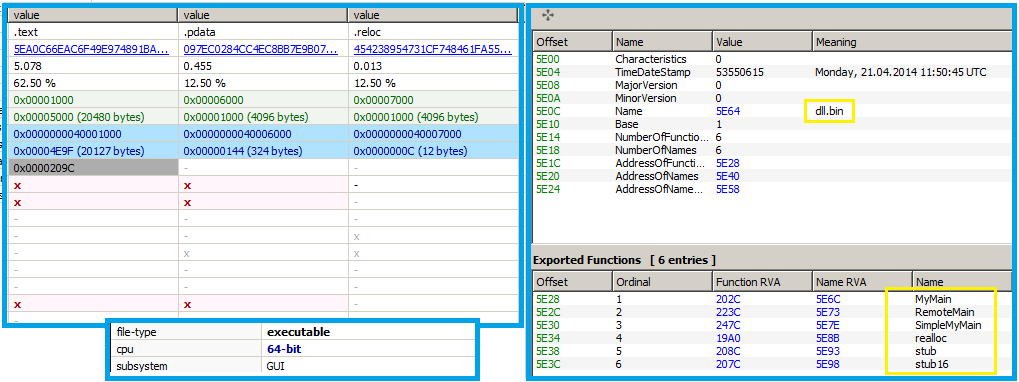 value value value
.text .pdata .reloc
5EA0C66EAC6F49E974891BA... 097EC0284CC4EC8BB7E9B07... 454238954731CF748461FA55...
5.078 0.455 0.013
62.50 % 12.50 % 12.50 %
0x00001000 0x00006000 0x00007000
0x00005000 (20480 bytes) 0x00001000 (4096 bytes) 0x00001000 (4096 bytes)
0x0000000040001000 0x0000000040006000 0x0000000040007000
0x00004E9F (20127 bytes) 0x00000144 (324 bytes) 0x0000000C (12 bytes)
0x0000209C - -
x x -
x x -
- - -
- - x
- x x
- - -
- - -
x x -
- - -
file-type executable
cpu 64-bit
subsystem GUI
Offset Name Value Meaning
5E00 Characteristics 0
5E04 TimeDateStamp 53550615 Monday, 21.04.2014 11:50:45 UTC
5E08 MajorVersion 0
5E0A MinorVersion 0
5E0C Name 5E64 dll.bin
5E10 Base 1
5E14 NumberOfFunctio... 6
5E18 NumberOfNames 6
5E1C AddressOfFuncti... 5E28
5E20 AddressOfNames 5E40
5E24 AddressOfName... 5E58
Exported Functions [ 6 entries ]
Offset Ordinal Function RVA Name RVA Name
5E28 1 202C 5E6C MyMain
5E2C 2 223C 5E73 RemoteMain
5E30 3 247C 5E7E SimpleMyMain
5E34 4 19A0 5E8B realloc
5E38 5 208C 5E93 stub
5E3C 6 207C 5E98 stub16